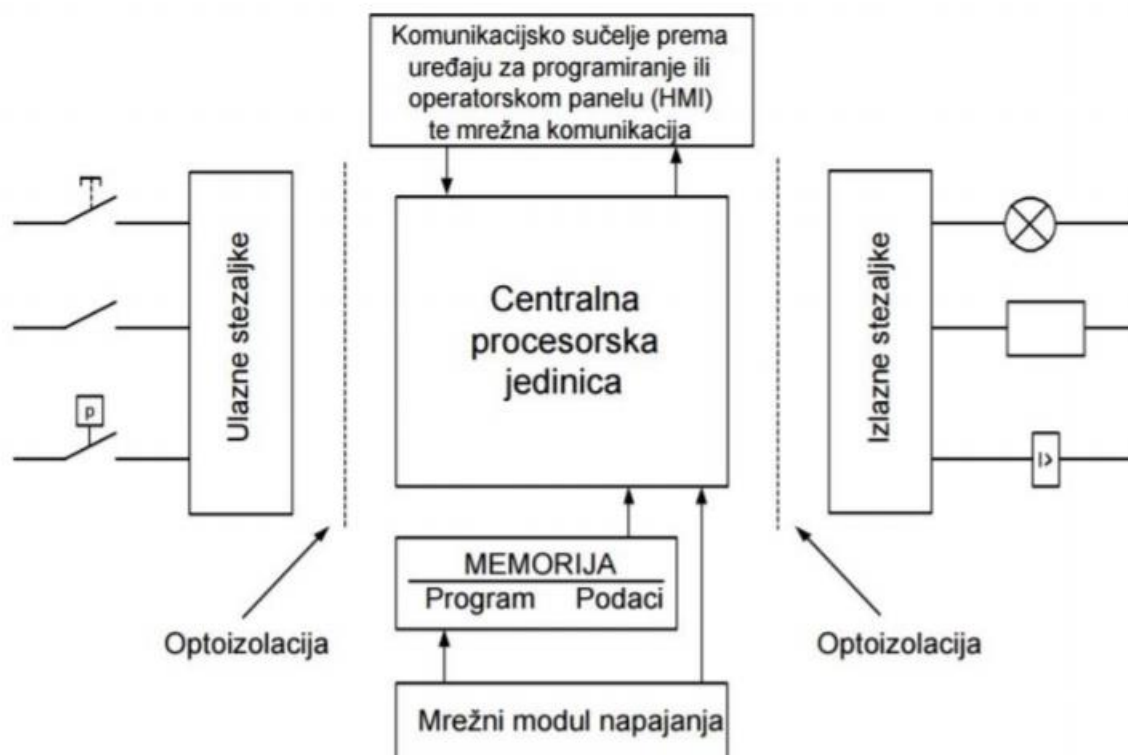 Komunikacijsko sučelje prema
uređaju za programiranje ili
operatorskom panelu (HMI)
te mrežna komunikacija
Ulazne stezaljke
Centralna
procesorska
jedinica
Izlazne stezaljke
p
I>
MEMORIJA
Program Podaci
Optoizolacija
Optoizolacija
Mrežni modul napajanja